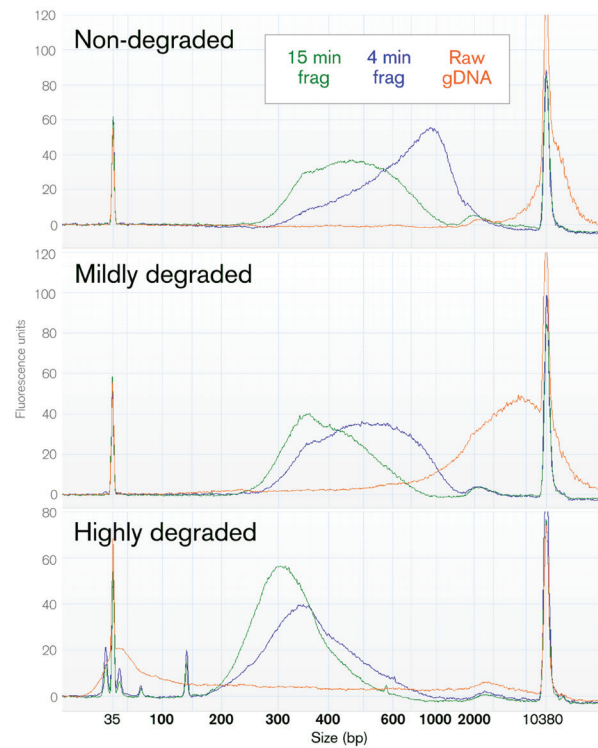 Non-degraded
15 min frag
4 min frag
Raw gDNA
120
100
80
60
40
20
0
Mildly degraded
120
100
80
60
40
20
0
Fluorescence units
Highly degraded
80
60
40
20
0
35 100 200 300 400 600 1000 2000 10380
Size (bp)